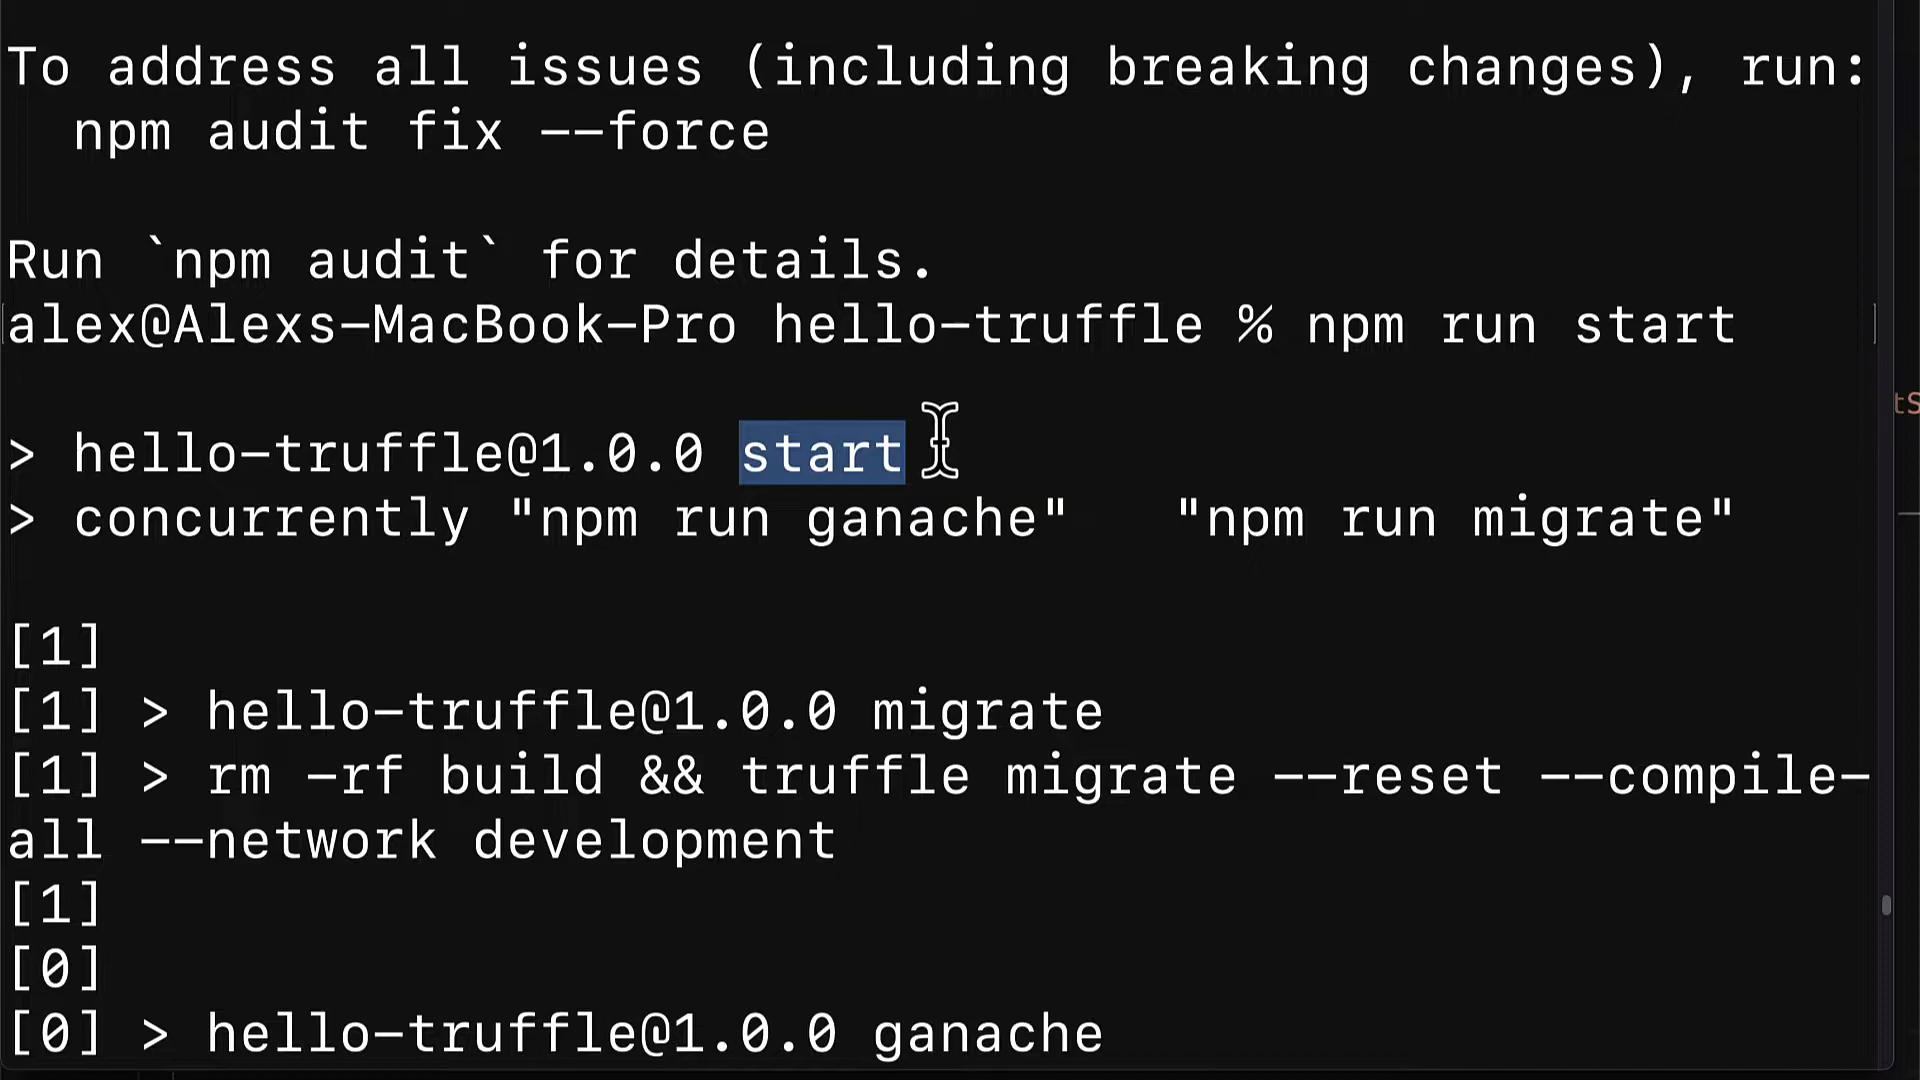 To address all issues (including breaking changes), run:
  npm audit fix --force
Run `npm audit` for details.
alex@Alexs-MacBook-Pro hello-truffle % npm run start
> hello-truffle@1.0.0 start
> concurrently "npm run ganache"   "npm run migrate"
[1]
[1] > hello-truffle@1.0.0 migrate
[1] > rm -rf build && truffle migrate --reset --compile-
all --network development
[1]
[0]
[0] > hello-truffle@1.0.0 ganache